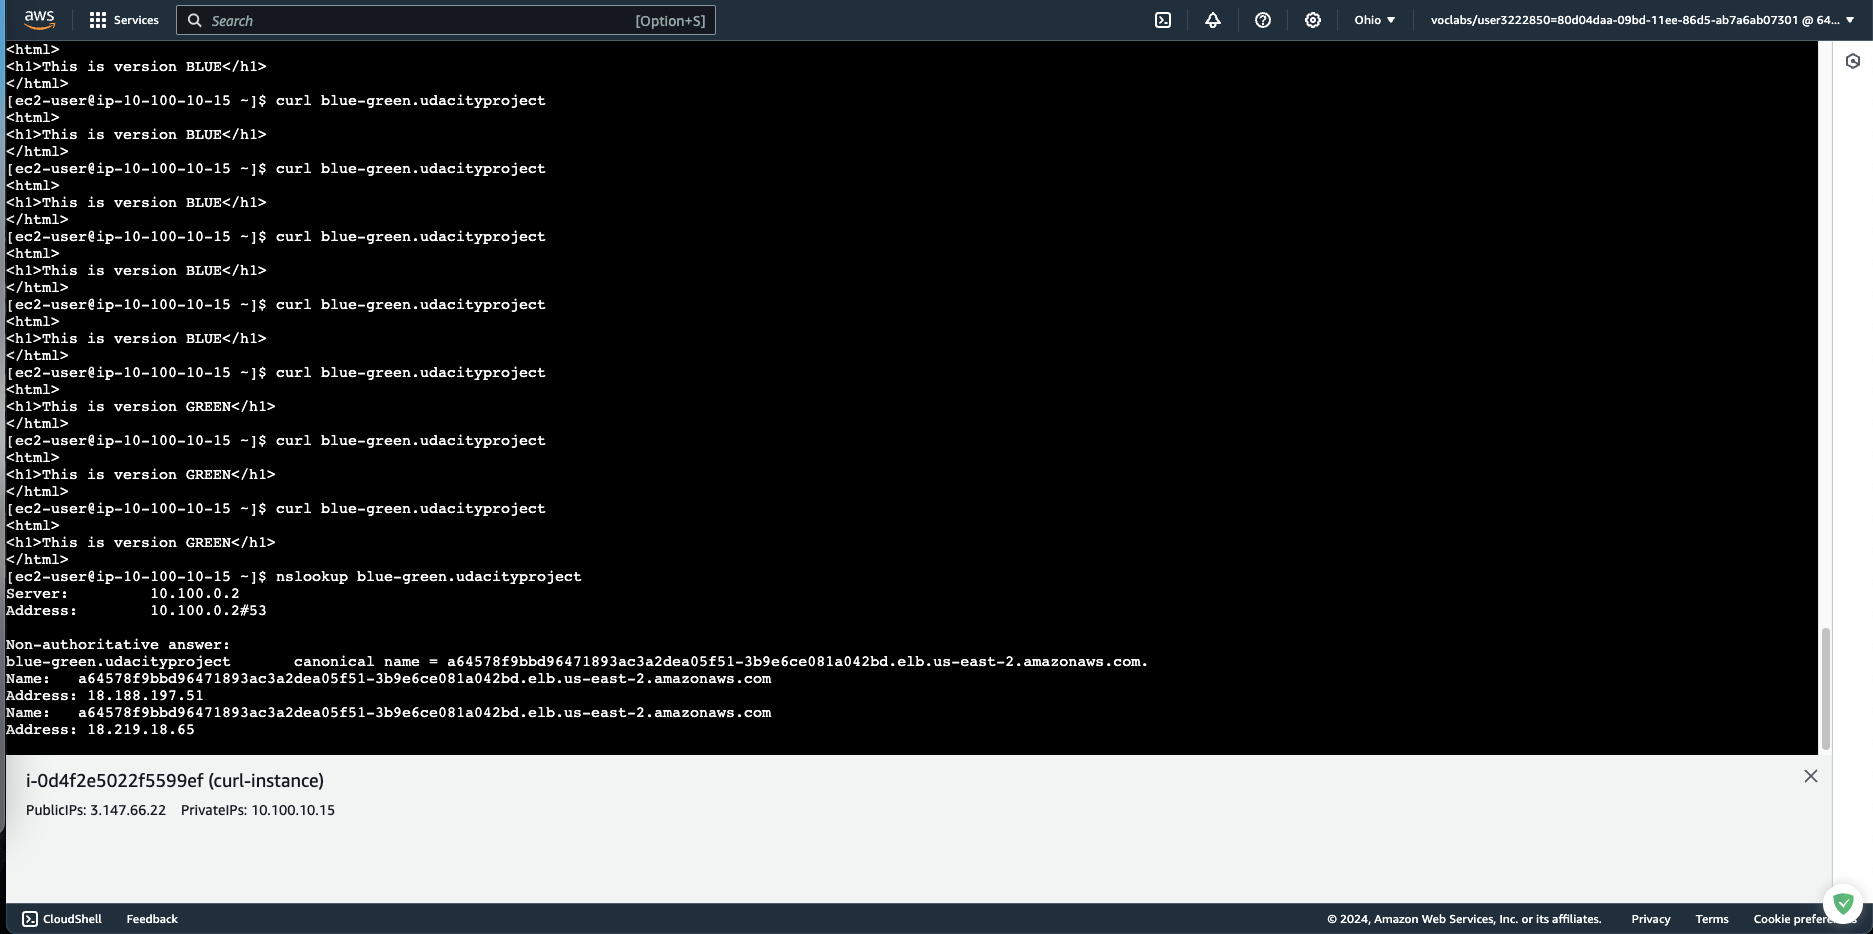 aws Services Search [Option+S] Ohio voclabs/user3222850=80d04daa-09bd-11ee-86d5-ab7a6ab07301 @ 64...
<html>
<h1>This is version BLUE</h1>
</html>
[ec2-user@ip-10-100-10-15 ~]$ curl blue-green.udacityproject
<html>
<h1>This is version BLUE</h1>
</html>
[ec2-user@ip-10-100-10-15 ~]$ curl blue-green.udacityproject
<html>
<h1>This is version BLUE</h1>
</html>
[ec2-user@ip-10-100-10-15 ~]$ curl blue-green.udacityproject
<html>
<h1>This is version BLUE</h1>
</html>
[ec2-user@ip-10-100-10-15 ~]$ curl blue-green.udacityproject
<html>
<h1>This is version BLUE</h1>
</html>
[ec2-user@ip-10-100-10-15 ~]$ curl blue-green.udacityproject
<html>
<h1>This is version GREEN</h1>
</html>
[ec2-user@ip-10-100-10-15 ~]$ curl blue-green.udacityproject
<html>
<h1>This is version GREEN</h1>
</html>
[ec2-user@ip-10-100-10-15 ~]$ curl blue-green.udacityproject
<html>
<h1>This is version GREEN</h1>
</html>
[ec2-user@ip-10-100-10-15 ~]$ nslookup blue-green.udacityproject
Server: 10.100.0.2
Address: 10.100.0.2#53

Non-authoritative answer:
blue-green.udacityproject canonical name = a64578f9bbd96471893ac3a2dea05f51-3b9e6ce081a042bd.elb.us-east-2.amazonaws.com.
Name: a64578f9bbd96471893ac3a2dea05f51-3b9e6ce081a042bd.elb.us-east-2.amazonaws.com
Address: 18.188.197.51
Name: a64578f9bbd96471893ac3a2dea05f51-3b9e6ce081a042bd.elb.us-east-2.amazonaws.com
Address: 18.219.18.65
i-0d4f2e5022f5599ef (curl-instance)
PublicIPs: 3.147.66.22 PrivateIPs: 10.100.10.15
CloudShell Feedback © 2024, Amazon Web Services, Inc. or its affiliates. Privacy Terms Cookie